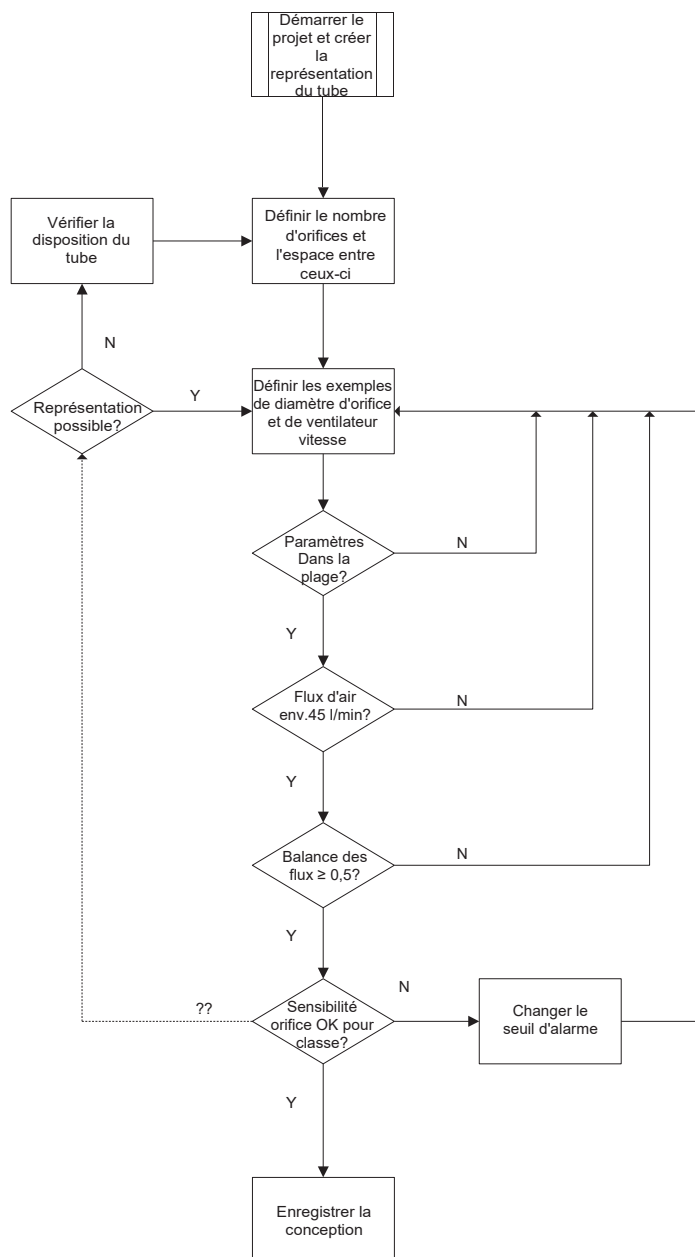 Démarrer le
projet et créer
la
représentation
du tube
Vérifier la
disposition du
tube
Définir le nombre
d'orifices et
l'espace entre
ceux-ci
N
Représentation
possible?
Y
Définir les exemples
de diamètre d'orifice
et de ventilateur
vitesse
Paramètres
Dans la
plage?
N
Y
Flux d'air
env.45 l/min?
N
Y
Balance des
flux ≥ 0,5?
N
Y
??
Sensibilité
orifice OK pour
classe?
N
Changer le
seuil d'alarme
Y
Enregistrer la
conception